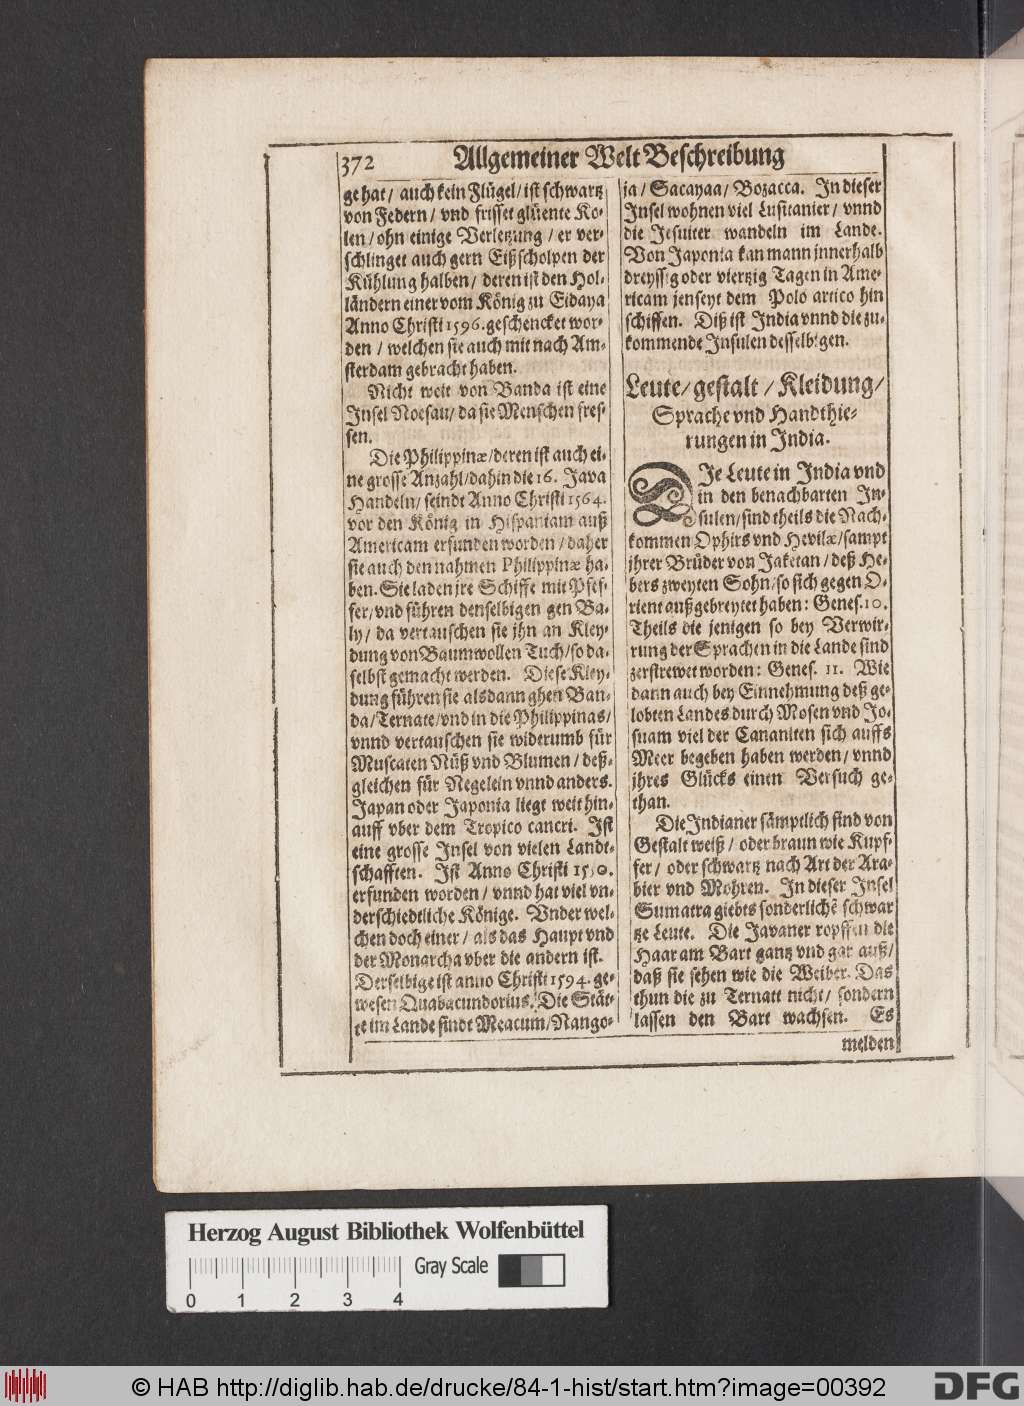 372 Allgemeiner Welt Beschreibung
ge hat/ auch kein Flügel/ ist schwartz
von Federn/ vnd frisset glüente Ko-
len/ ohn einige Verletzung/ er ver-
schlinget auch gern Eißscholpen der
Kühlung halben/ deren ist den Hol-
ländern einer vom König zu Eidaya
Anno Christi 1596. geschencket wor-
den/ welchen sie auch mit nach Am-
sterdam gebracht haben.
Nicht weit von Banda ist eine
Insel Noesau/ da sie Menschen fres-
sen.
Die Philippinæ/ deren ist auch ei-
ne grosse Anzahl/ dahin die 16. Java
Handeln/ seindt Anno Christi 1564.
vor den König in Hispaniam auß
Americam erfunden worden/ daher
sie auch den nahmen Philippinæ ha-
ben. Sie laden jre Schiffe mit Pfef-
fer/ vnd führen denselbigen gen Ba-
ly/ da vertauschen sie jhn an Kley-
dung von Baumwollen Tuch/ so da-
selbst gemacht werden. Diese Kley-
dung führen sie alsdann ghen Ban-
da/ Ternate/ vnd in die Philippinas/
vnnd vertauschen sie widerumb für
Muscaten Nüß vnd Blumen/ deß-
gleichen für Negelein vnnd anders.
Japan oder Japonia liegt weit hin-
auff vber dem Tropico cancri. Ist
eine grosse Insel von vielen Landt-
schafften. Ist Anno Christi
erfunden worden/ vnnd hat viel vn-
derschiedtliche Könige. Vnder wel-
chen doch einer/ als das Haupt vnd
der Monarcha vber die andern ist.
Derselbige ist anno Christi 1594. ge-
wesen Quabacundorius. Die Stät-
te im Lande sindt Meacum/ Nango-
ja/ Sacayaa/ Bozacca. In dieser
Insel wohnen viel Lusitanier/ vnnd
die Jesuiter wandeln im Lande.
Von Japonia kan mann jnnerhalb
dreyssig oder viertzig Tagen in Ame-
ricam jenseyt dem Polo artico hin
schiffen. Diß ist India vnnd die zu-
kommende Insulen desselbigen.
Leute/ gestalt/ Kleidung/
Sprache vnd Handthie-
rungen in India.
DIe Leute in India vnd
in den benachbarten In-
sulen/ sind theils die Nach-
kommen Ophirs vnd Hevilæ/ sampt
jhrer Brüder von Jaketan/ deß He-
bers zweyten Sohn/ so sich gegen O-
rient außgebreytet haben: Genes. 10.
Theils die jenigen so bey Verwir-
rung der Sprachen in die Lande sind
zerstrewet worden: Genes. 11. Wie
dann auch bey Einnehmung deß ge-
lobten Landes durch Mosen vnd Jo-
suam viel der Cananiten sich auffs
Meer begeben haben werden/ vnnd
jhres Glücks einen Versuch ge-
than.
Die Indianer sämptlich sind von
Gestalt weiß/ oder braun wie Kupf-
fer/ oder schwartz nach Art der Ara-
bier vnd Mohren. In dieser Insel
Sumatra giebts sonderlichẽ schwar
tze Leute. Die Javaner ropffen die
Haar am Bart gantz vnd gar auß/
daß sie sehen wie die Weiber. Das
thun die zu Ternatt nicht/ sondern
lassen den Bart wachsen. Es
melden
Herzog August Bibliothek Wolfenbüttel
Gray Scale
0 1 2 3 4
© HAB http://diglib.hab.de/drucke/84-1-hist/start.htm?image=00392
DFG